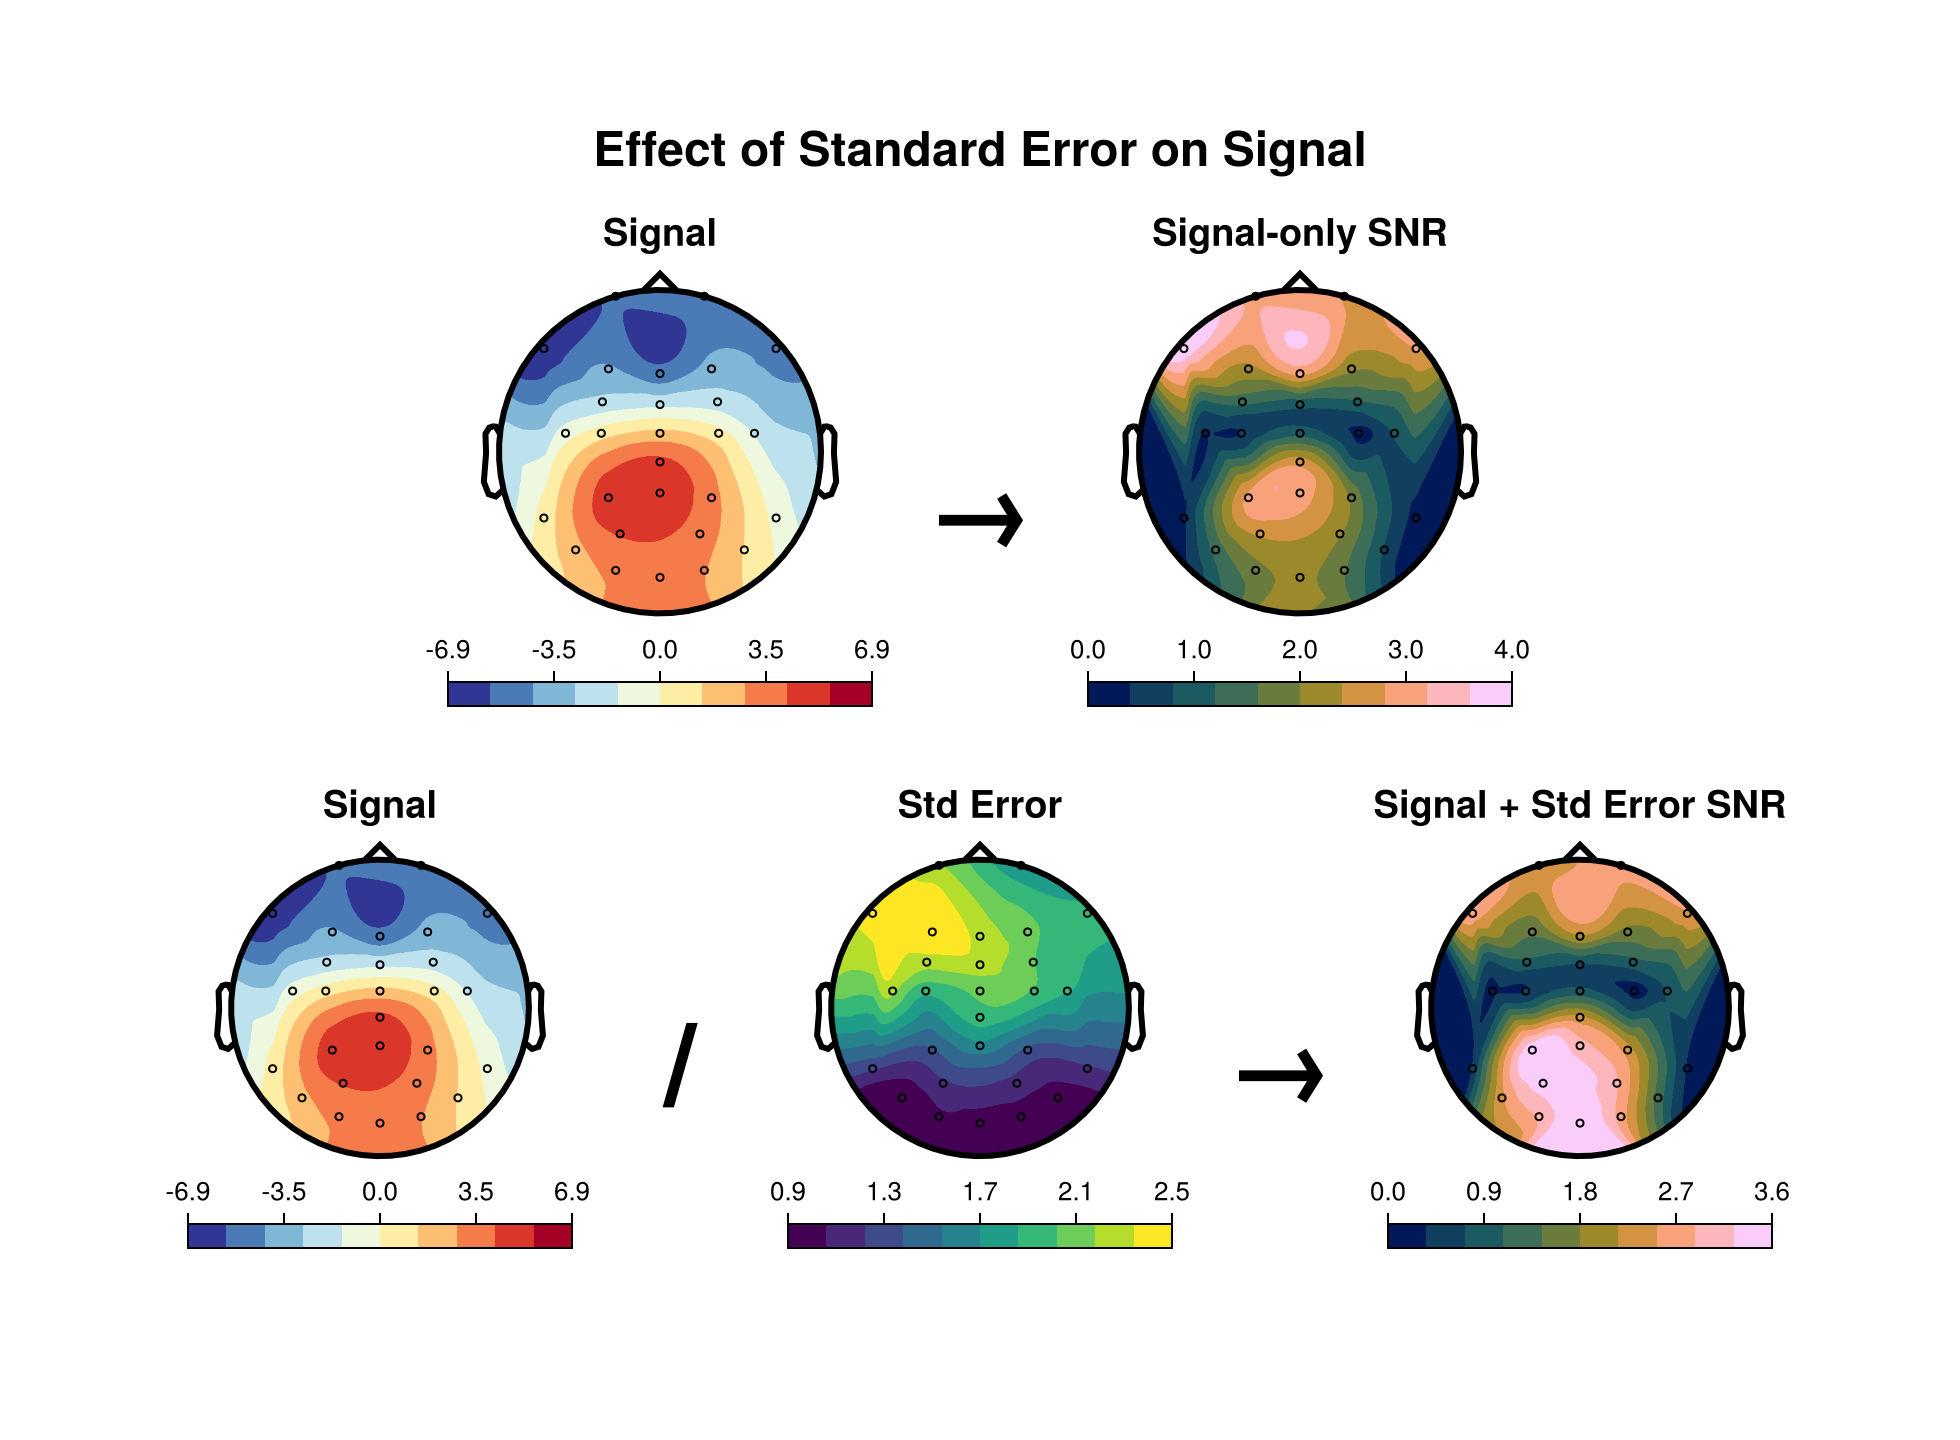 Effect of Standard Error on Signal
Signal
Signal-only SNR
-6.9 -3.5 0.0 3.5 6.9
0.0 1.0 2.0 3.0 4.0
Signal
Std Error
Signal + Std Error SNR
/
-6.9 -3.5 0.0 3.5 6.9
0.9 1.3 1.7 2.1 2.5
0.0 0.9 1.8 2.7 3.6